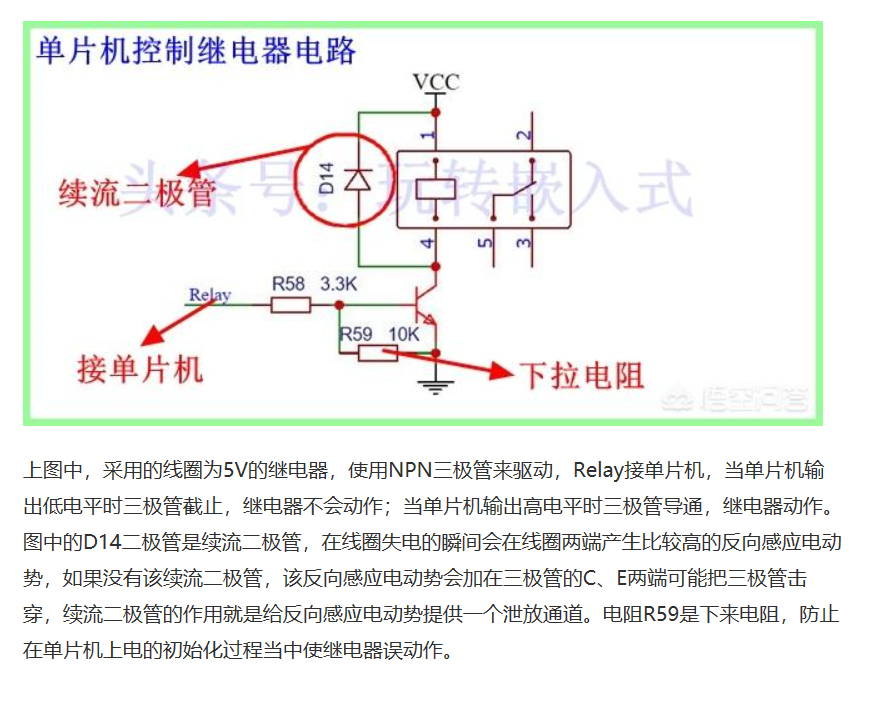 单片机控制继电器电路
VCC
1
2
D14
头条号：玩转嵌入式
续流二极管
4
5
3
R58 3.3K
Relay
R59 10K
接单片机
下拉电阻
悟空问答
上图中，采用的线圈为5V的继电器，使用NPN三极管来驱动，Relay接单片机，当单片机输
出低电平时三极管截止，继电器不会动作；当单片机输出高电平时三极管导通，继电器动作。
图中的D14二极管是续流二极管，在线圈失电的瞬间会在线圈两端产生比较高的反向感应电动
势，如果没有该续流二极管，该反向感应电动势会加在三极管的C、E两端可能把三极管击
穿，续流二极管的作用就是给反向感应电动势提供一个泄放通道。电阻R59是下来电阻，防止
在单片机上电的初始化过程当中使继电器误动作。